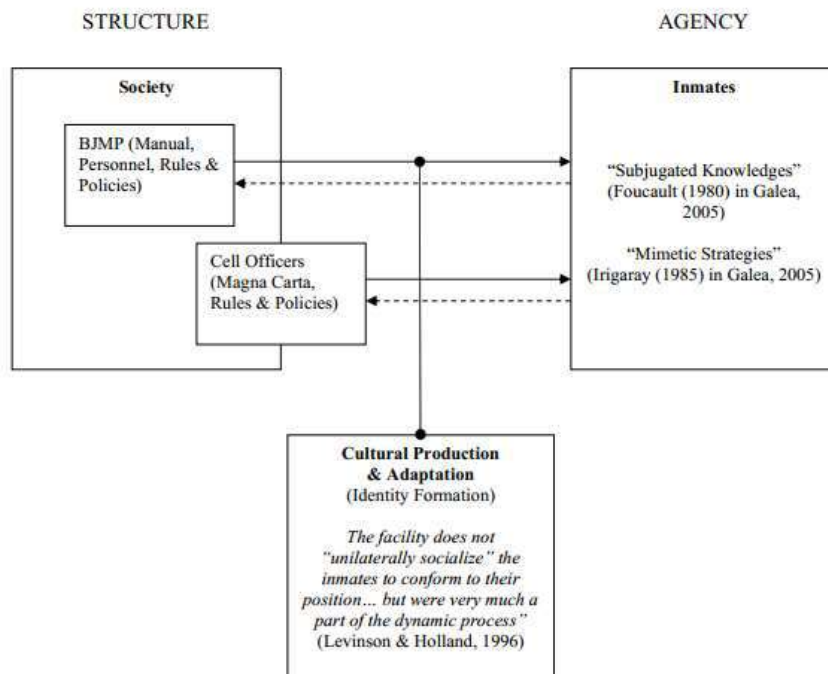 STRUCTURE
AGENCY
Society
BJMP (Manual,
Personnel, Rules &
Policies)
Cell Officers
(Magna Carta,
Rules & Policies)
Inmates
“Subjugated Knowledges”
(Foucault (1980) in Galea,
2005)
“Mimetic Strategies”
(Irigaray (1985) in Galea, 2005)
Cultural Production
& Adaptation
(Identity Formation)
The facility does not
“unilaterally socialize” the
inmates to conform to their
position… but were very much a
part of the dynamic process”
(Levinson & Holland, 1996)